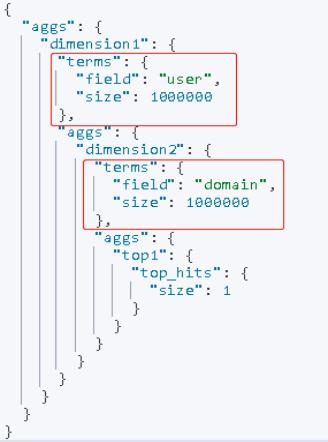 {
"aggs": {
"dimension1": {
"terms": {
"field": "user",
"size": 1000000
},
"aggs": {
"dimension2": {
"terms": {
"field": "domain",
"size": 1000000
},
"aggs": {
"top1": {
"top_hits": {
"size": 1
}
}
}
}
}
}
}
}